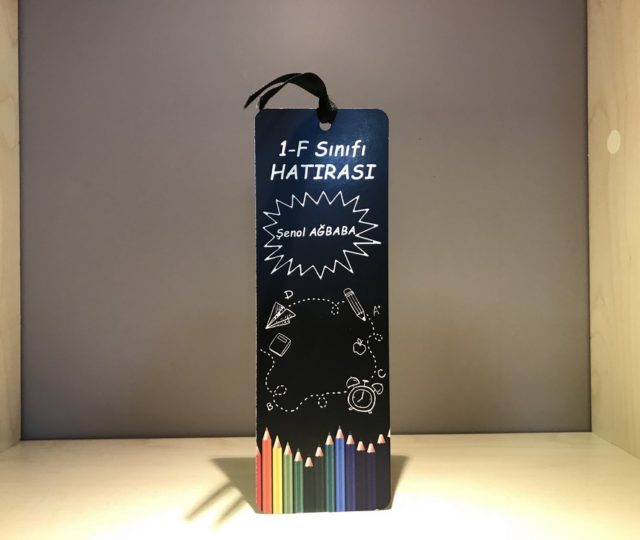 1-F Sınıfı
HATIRASI
Şenol AĞBABA
D
A⁺
C
B